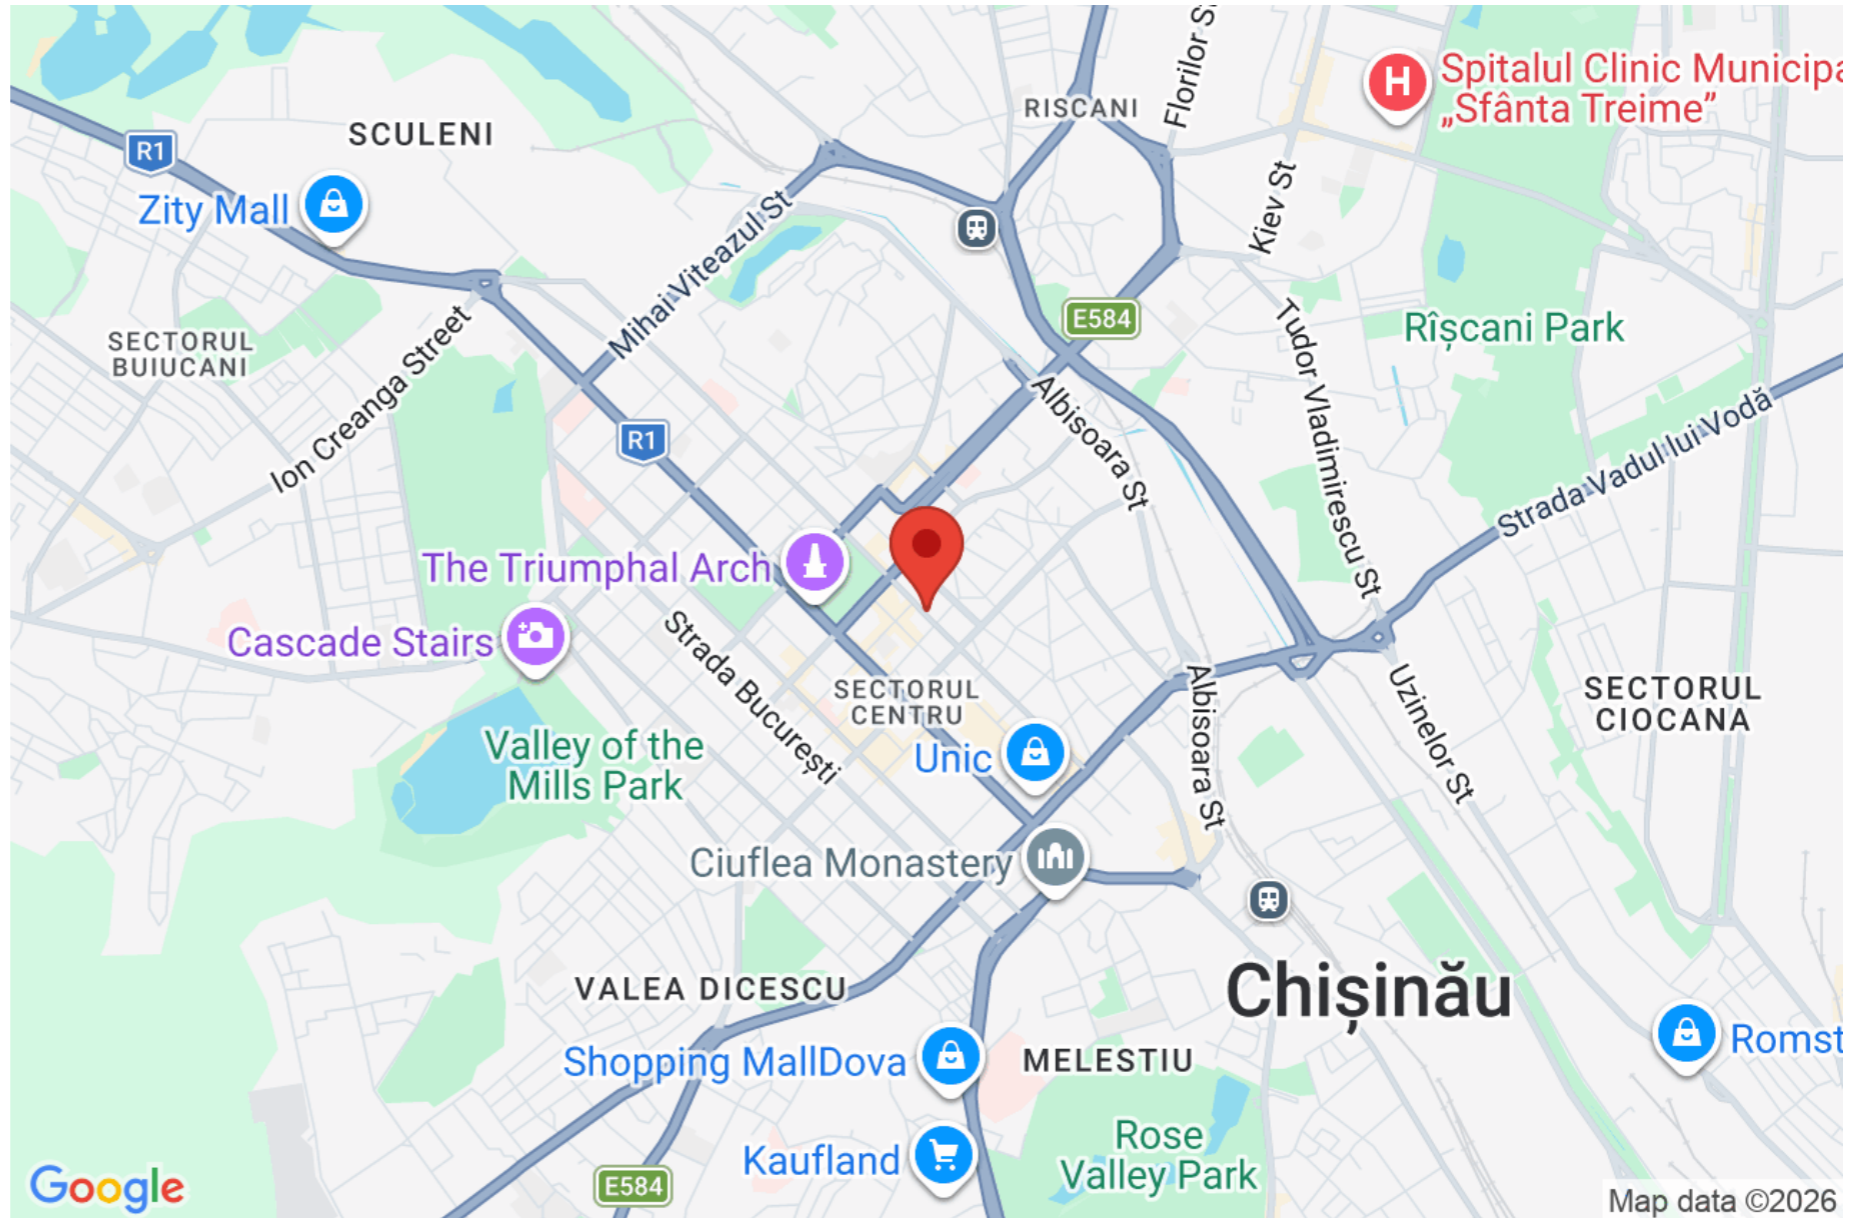 Florilor S
Spitalul Clinic Municipa
„Sfânta Treime”
RISCANI
SCULENI
R1
Zity Mall
Mihai Viteazul St
Kiev St
E584
Rîșcani Park
Tudor Vladimirescu St
SECTORUL
BUIUCANI
Ion Creanga Street
R1
Albisoara St
Strada Vadul lui Vodă
The Triumphal Arch
Cascade Stairs
Strada București
SECTORUL
CENTRU
Albisoara St
Uzinelor St
SECTORUL
CIOCANA
Valley of the
Mills Park
Unic
Ciuflea Monastery
VALEA DICESCU
Chișinău
Shopping MallDova
MELESTIU
Romst
Kaufland
Rose
Valley Park
E584
Google
Map data ©2026
H